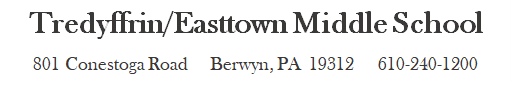 Tredyffrin/Easttown Middle School
801 Conestoga Road Berwyn, PA 19312 610-240-1200